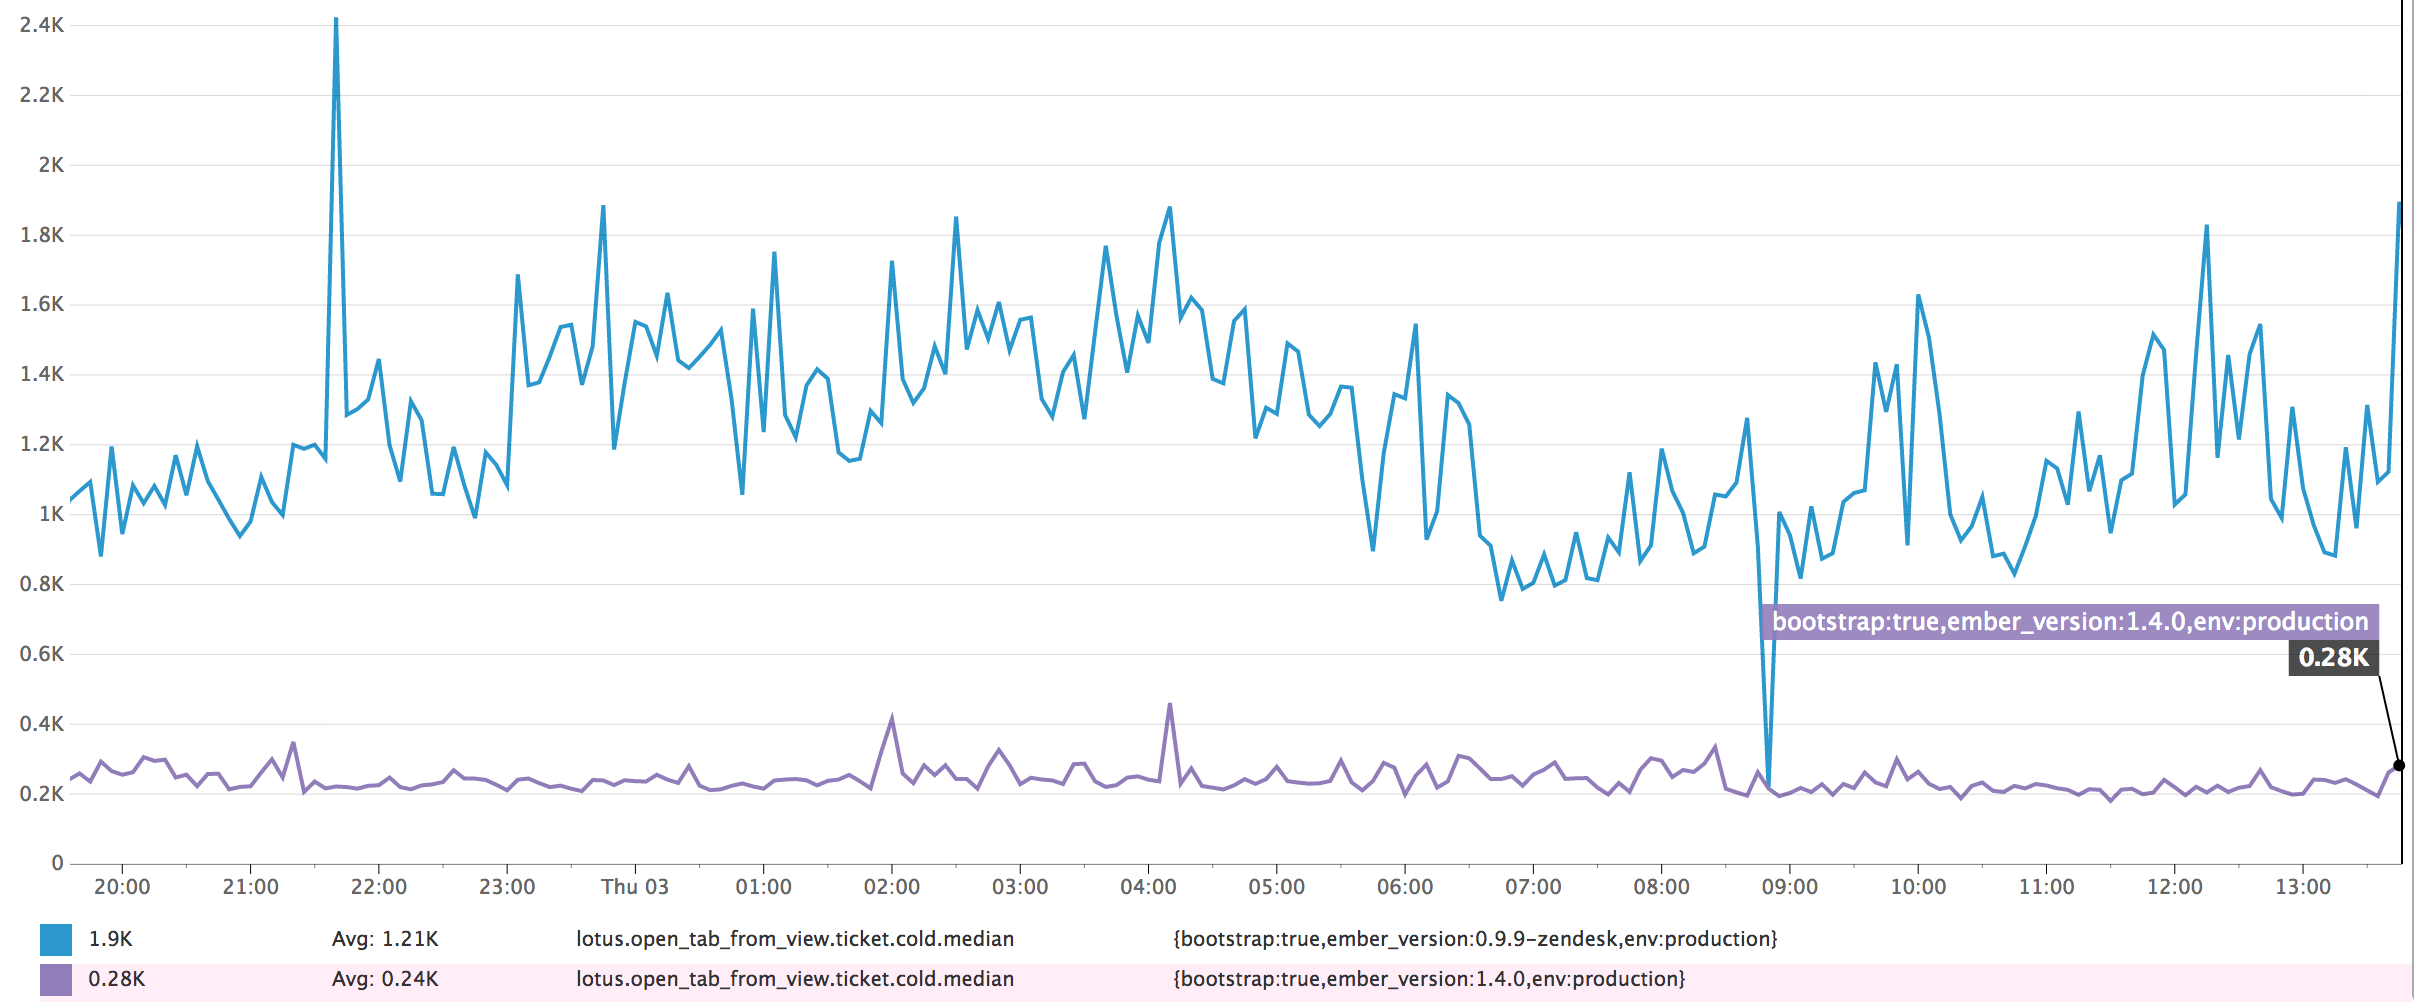 2.4K
2.2K
2K
1.8K
1.6K
1.4K
1.2K
1K
0.8K
bootstrap:true,ember_version:1.4.0,env:production
0.6K
0.28K
0.4K
0.2K
0
20:00 21:00 22:00 23:00 Thu 03 01:00 02:00 03:00 04:00 05:00 06:00 07:00 08:00 09:00 10:00 11:00 12:00 13:00
1.9K Avg: 1.21K lotus.open_tab_from_view.ticket.cold.median {bootstrap:true,ember_version:0.9.9-zendesk,env:production}
0.28K Avg: 0.24K lotus.open_tab_from_view.ticket.cold.median {bootstrap:true,ember_version:1.4.0,env:production}